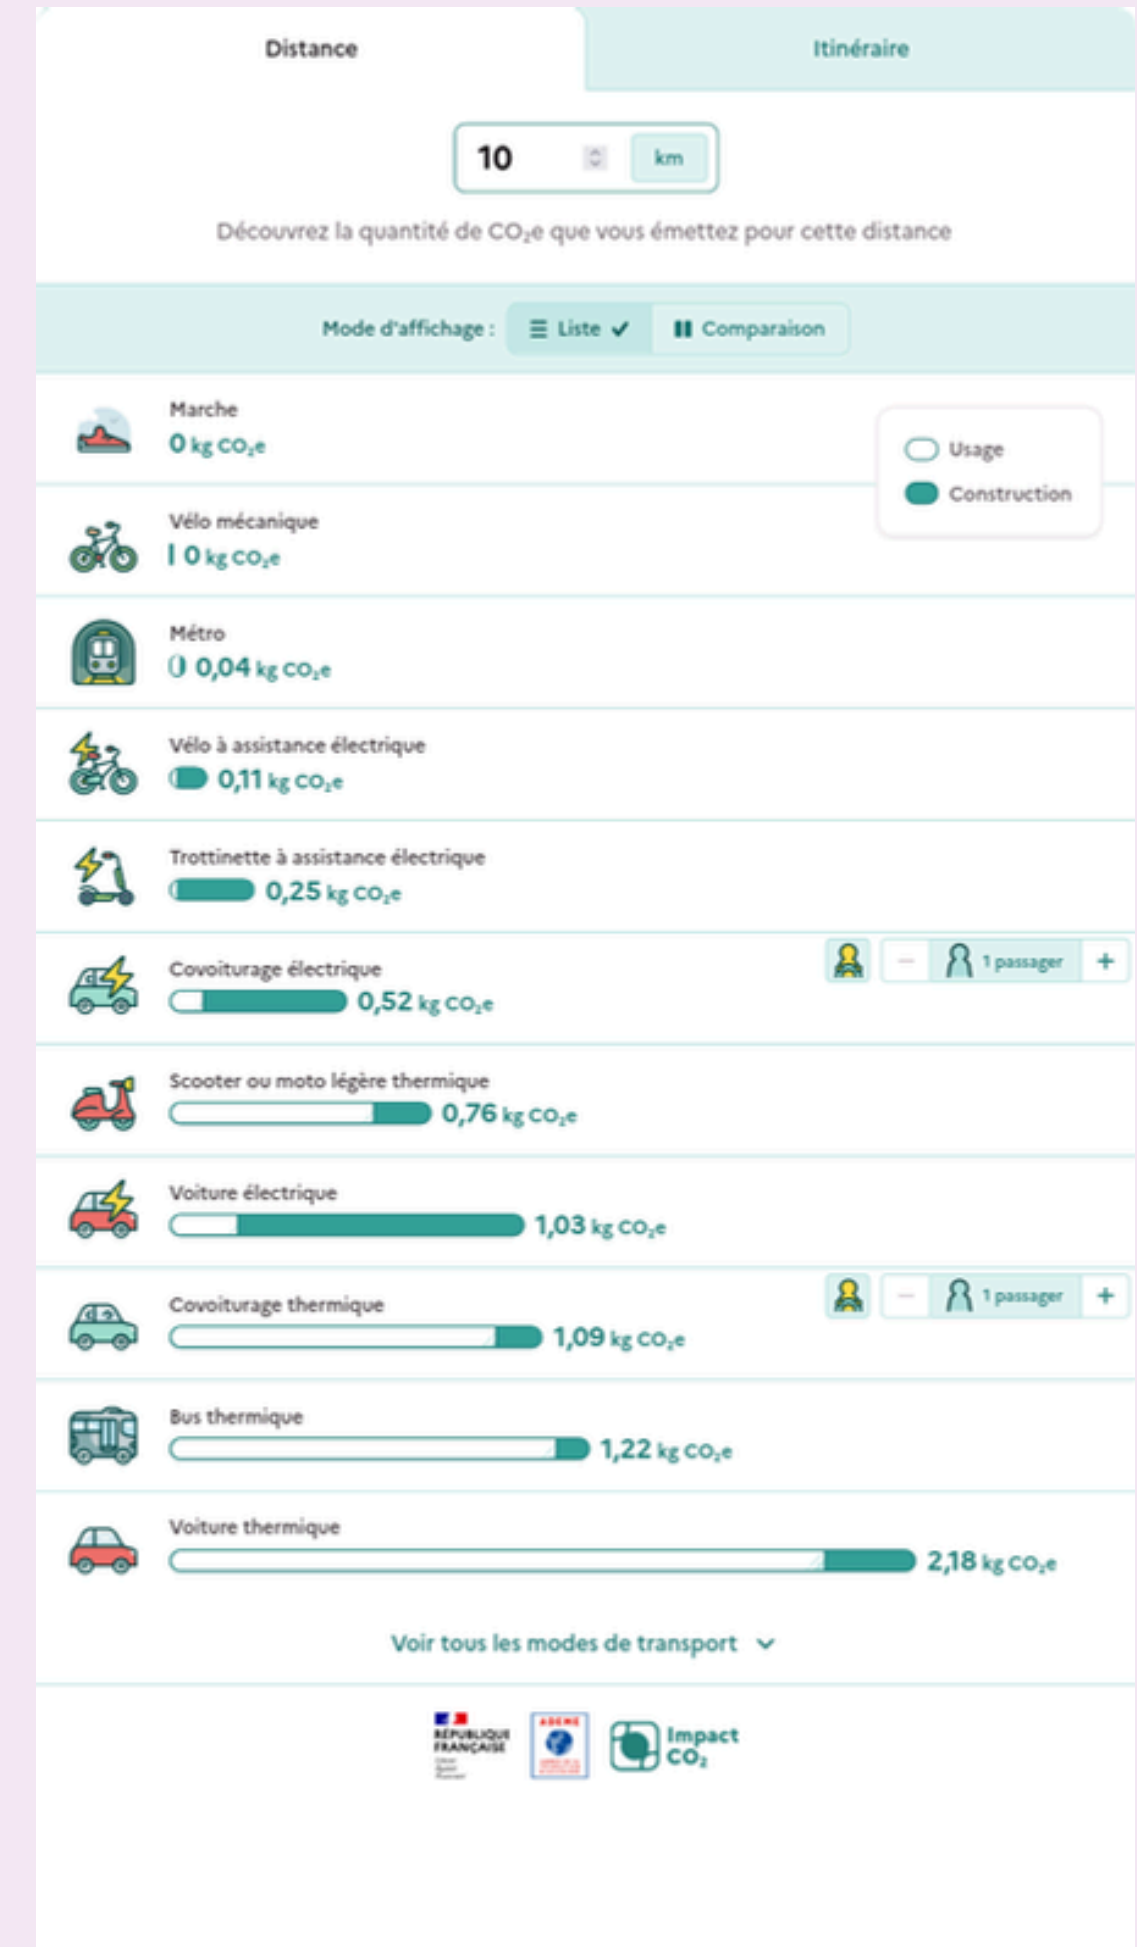 Distance
Itinéraire
10
km
Découvrez la quantité de CO₂e que vous émettez pour cette distance
Mode d'affichage :
Liste
Comparaison
Marche
0 kg CO₂e
Usage
Construction
Vélo mécanique
0 kg CO₂e
Métro
0,04 kg CO₂e
Vélo à assistance électrique
0,11 kg CO₂e
Trottinette à assistance électrique
0,25 kg CO₂e
Covoiturage électrique
1 passager
0,52 kg CO₂e
Scooter ou moto légère thermique
0,76 kg CO₂e
Voiture électrique
1,03 kg CO₂e
Covoiturage thermique
1 passager
1,09 kg CO₂e
Bus thermique
1,22 kg CO₂e
Voiture thermique
2,18 kg CO₂e
Voir tous les modes de transport
RÉPUBLIQUE
FRANÇAISE
ADEME
Impact
CO₂